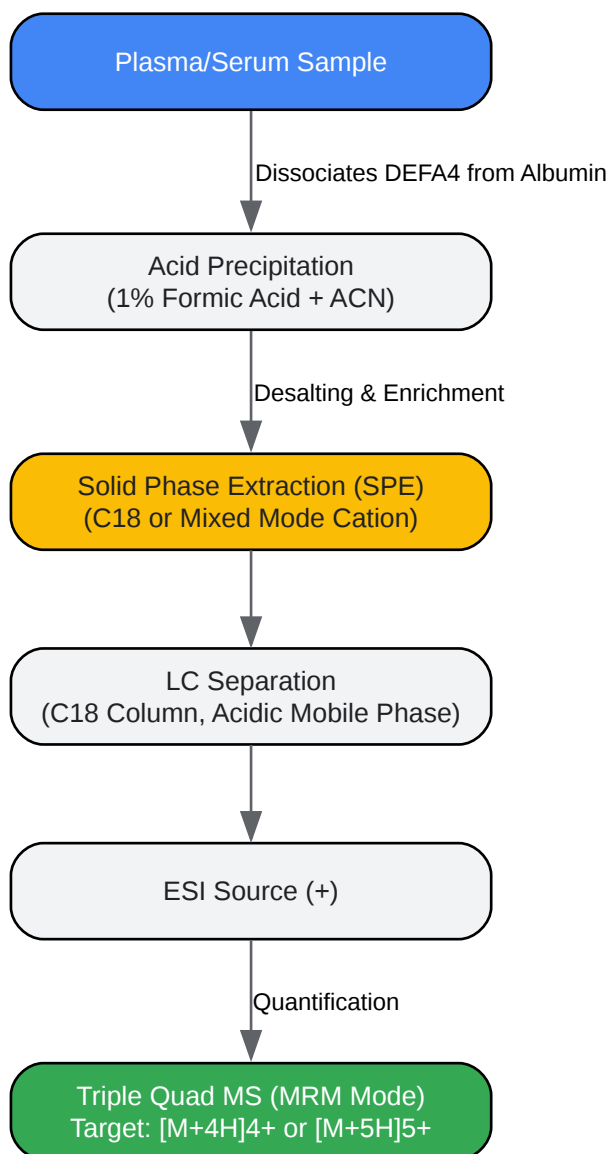 Plasma/Serum Sample
Dissociates DEFA4 from Albumin
Acid Precipitation
(1% Formic Acid + ACN)
Desalting & Enrichment
Solid Phase Extraction (SPE)
(C18 or Mixed Mode Cation)
LC Separation
(C18 Column, Acidic Mobile Phase)
ESI Source (+)
Quantification
Triple Quad MS (MRM Mode)
Target: [M+4H]4+ or [M+5H]5+